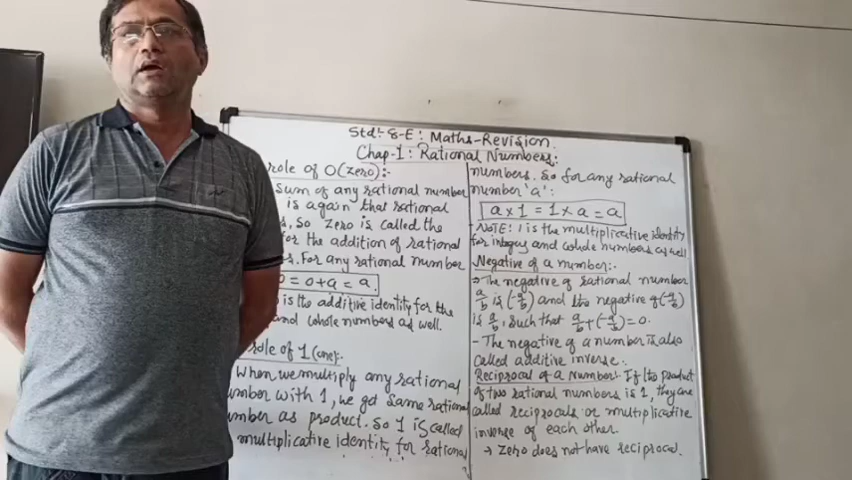 Std:- 8-E : Maths-Revision.
Chap-1: Rational Numbers:
role of 0(zero):-
sum of any rational number
is again that rational
, so zero is called the
for the addition of rational
. For any rational number
= 0+a = a.
is the additive identity for the
and whole numbers as well.
role of 1 (one):-
When we multiply any rational
number with 1, we get same rational
number as product. So 1 is called
multiplicative identity for rational
numbers. So for any rational
number 'a':
a × 1 = 1 × a = a
- NOTE: 1 is the multiplicative identity
for integers and whole numbers as well.
Negative of a number:-
→ The negative of rational number
a/b is (-a/b) and the negative of (-a/b)
is a/b, such that a/b + (-a/b) = 0.
- The negative of a number is also
called additive inverse.
Reciprocal of a Number:- If the product
of two rational numbers is 1, they are
called reciprocals or multiplicative
inverse of each other.
→ Zero does not have reciprocal.